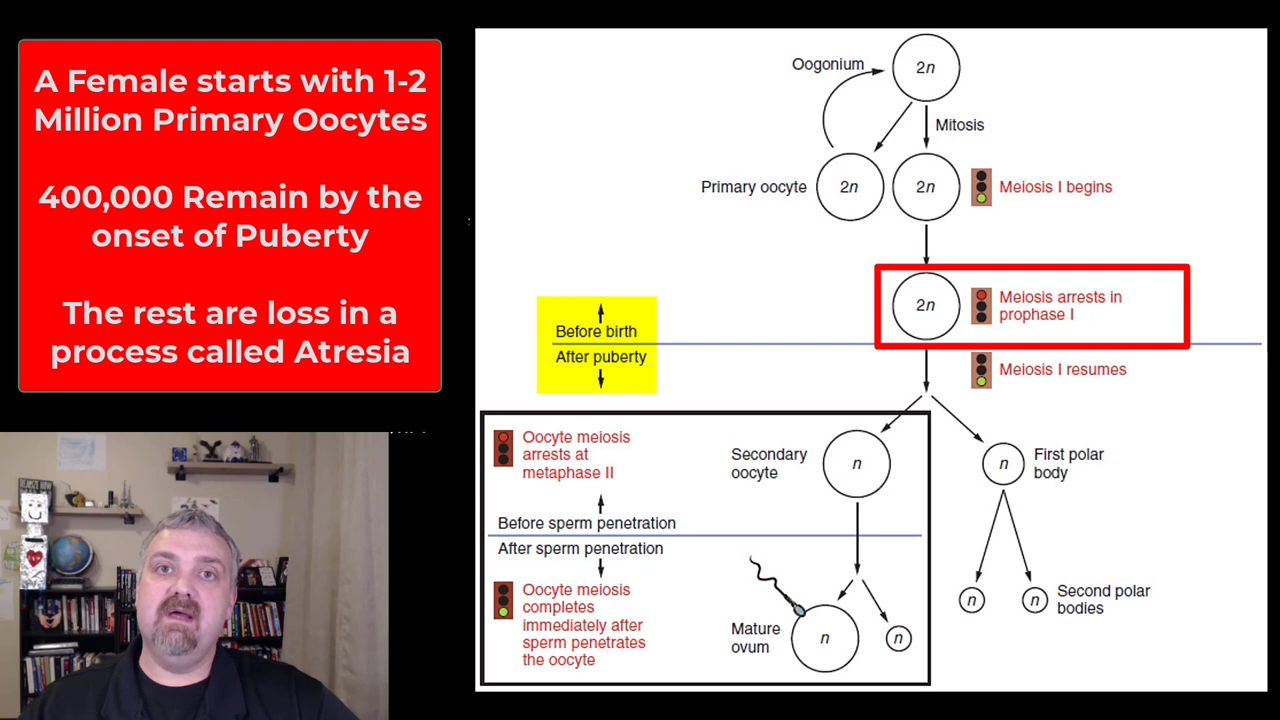 A Female starts with 1-2
Million Primary Oocytes
400,000 Remain by the
onset of Puberty
The rest are loss in a
process called Atresia
Oogonium
2n
Mitosis
Primary oocyte
2n
2n
Meiosis I begins
2n
Meiosis arrests in
prophase I
Before birth
After puberty
Meiosis I resumes
Oocyte meiosis
arrests at
metaphase II
Secondary
oocyte
n
n
First polar
body
Before sperm penetration
After sperm penetration
Oocyte meiosis
completes
immediately after
sperm penetrates
the oocyte
Mature
ovum
n
n
n
n
Second polar
bodies